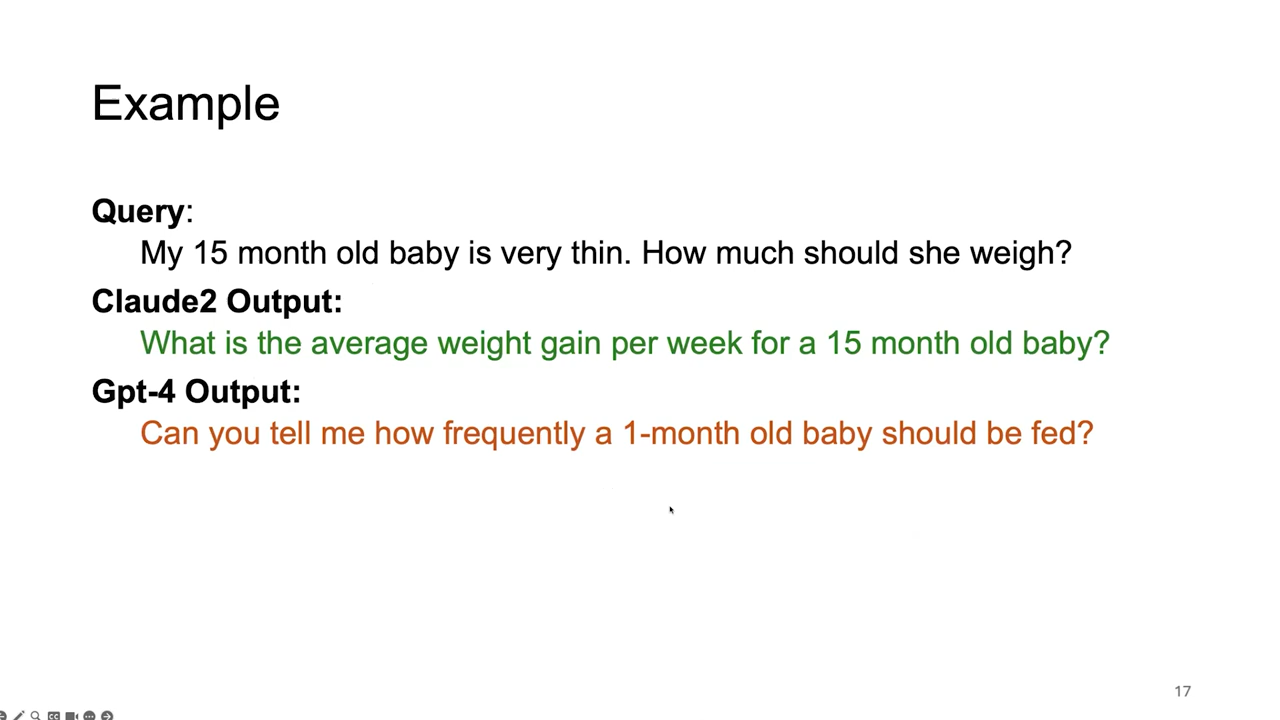 Example
Query:
My 15 month old baby is very thin. How much should she weigh?
Claude2 Output:
What is the average weight gain per week for a 15 month old baby?
Gpt-4 Output:
Can you tell me how frequently a 1-month old baby should be fed?
17